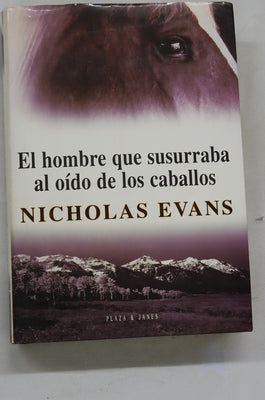 El hombre que susurraba
al oído de los caballos
NICHOLAS EVANS
PLAZA & JANES